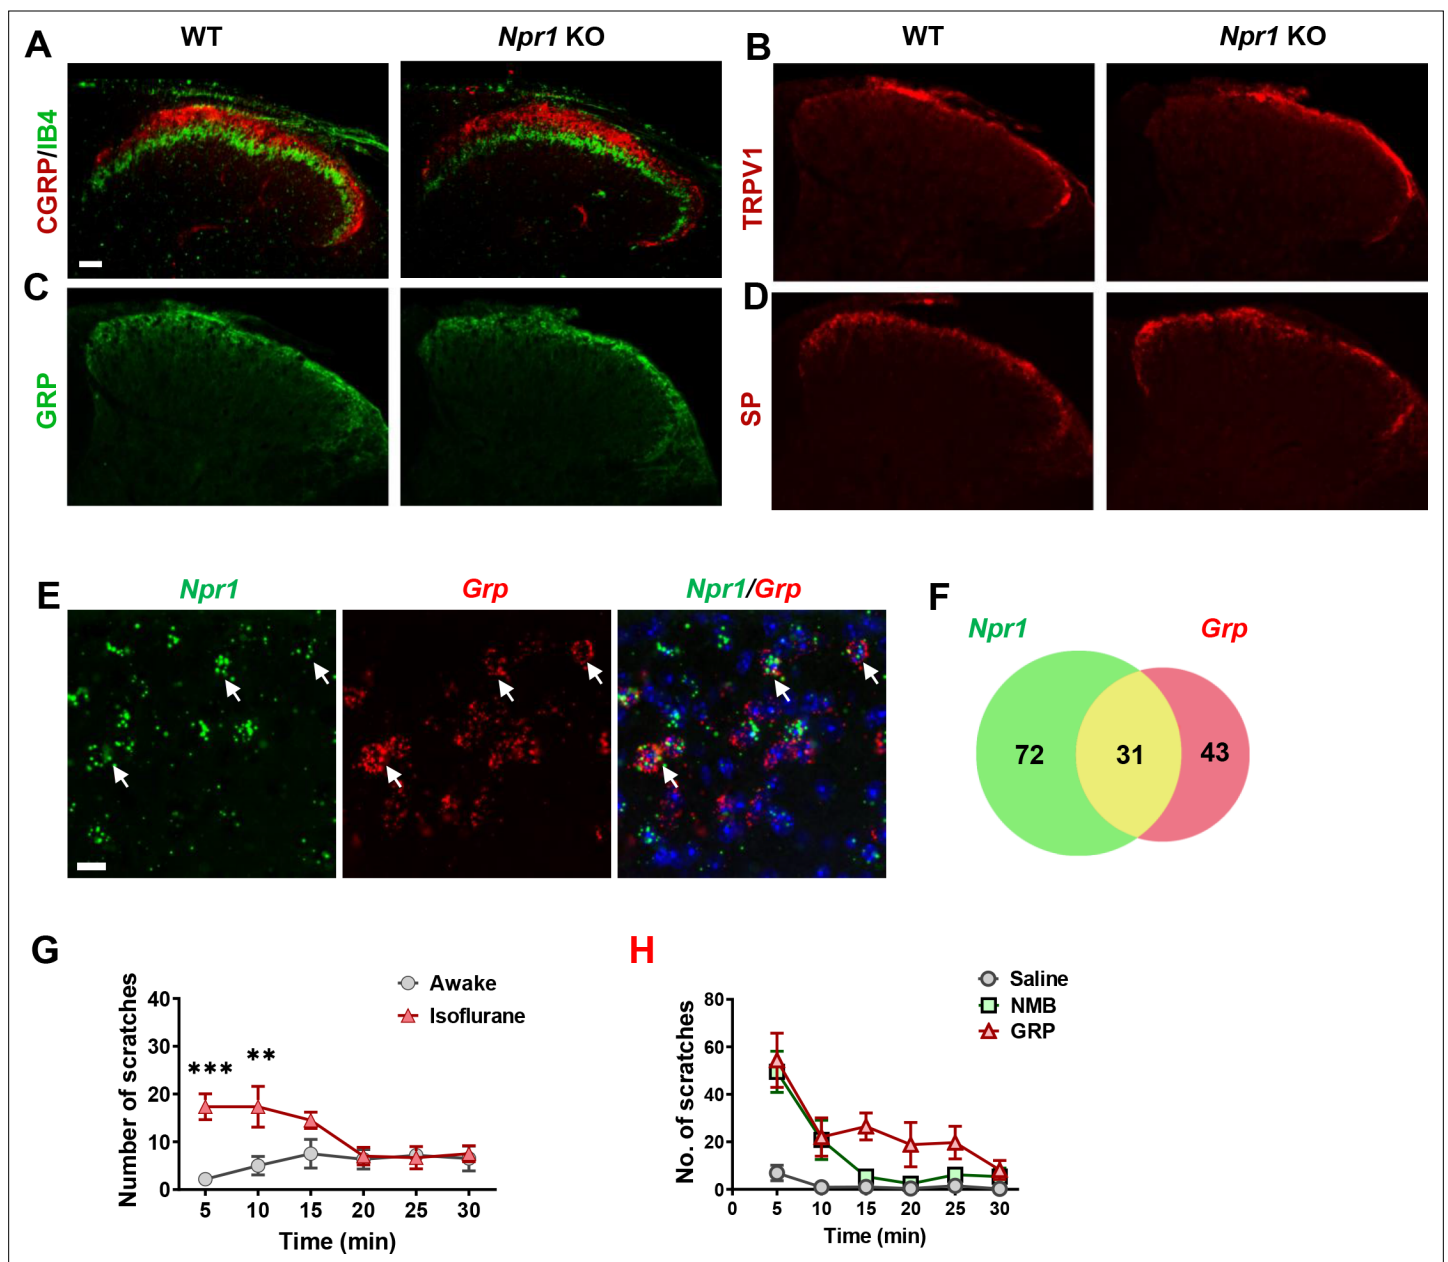 A
WT
Npr1 KO
B
WT
Npr1 KO
CGRP/IB4
TRPV1
C
GRP
D
SP
E
Npr1
Grp
Npr1/Grp
F
Npr1
Grp
72
31
43
G
Awake
Isoflurane
Number of scratches
40
30
20
10
0
***
**
5 10 15 20 25 30
Time (min)
H
Saline
NMB
GRP
No. of scratches
80
60
40
20
0
0 5 10 15 20 25 30
Time (min)